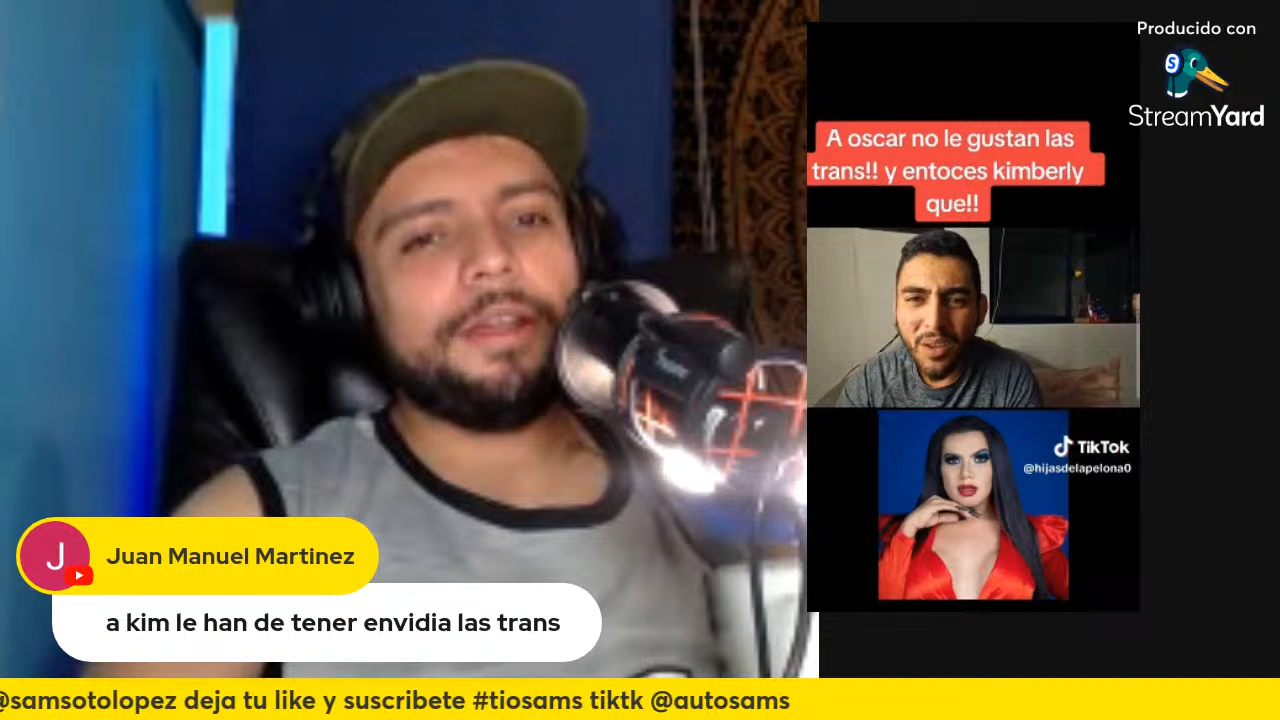 Producido con
StreamYard
A oscar no le gustan las
trans!! y entoces kimberly
que!!
TikTok
@hijasdelapelona0
J
Juan Manuel Martinez
a kim le han de tener envidia las trans
@samsotolopez deja tu like y suscribete #tiosams tiktk @autosams